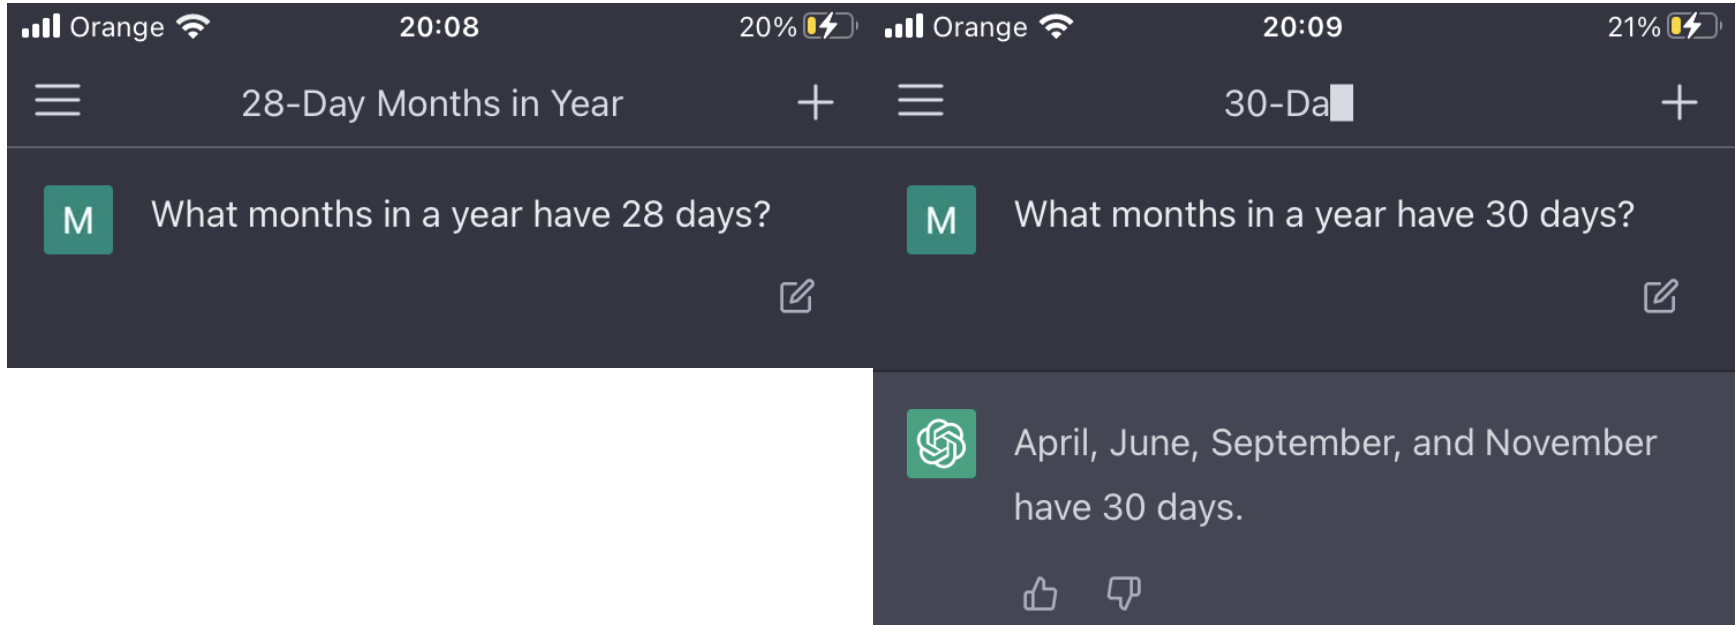 Orange 20:08 20%
28-Day Months in Year
M What months in a year have 28 days?
Orange 20:09 21%
30-Da
M What months in a year have 30 days?
April, June, September, and November
have 30 days.